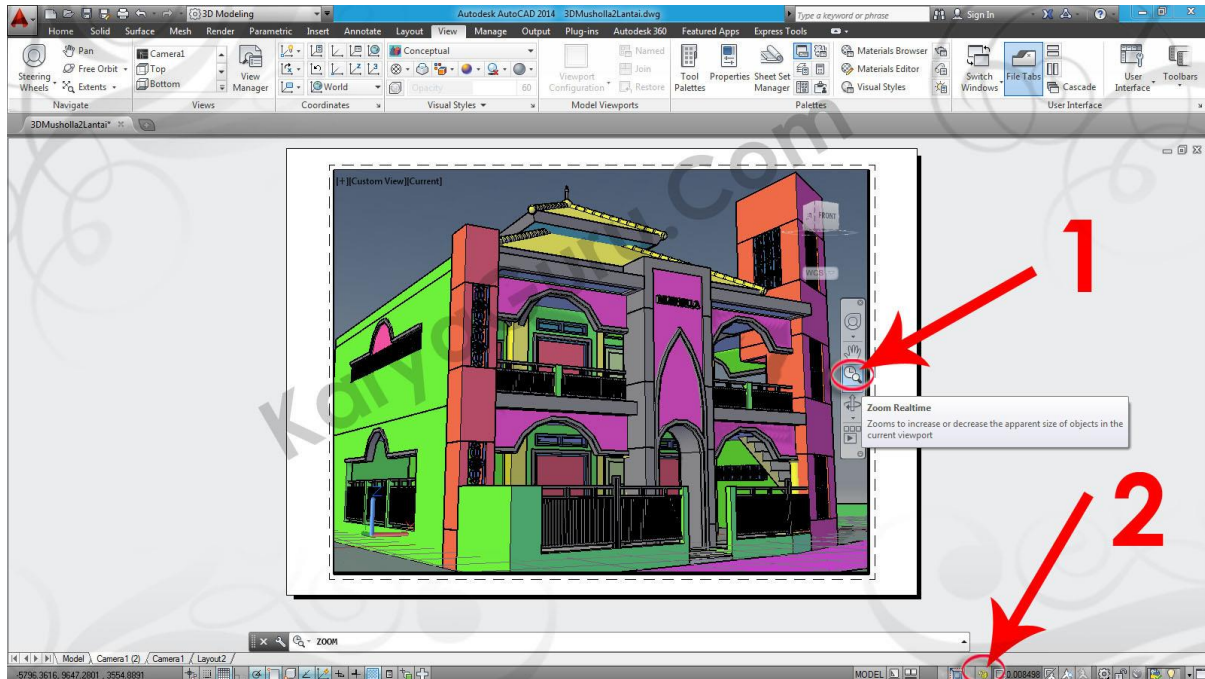 3D Modeling
Autodesk AutoCAD 2014 3DMusholla2Lantai.dwg
Type a keyword or phrase
Sign In
Home Solid Surface Mesh Render Parametric Insert Annotate Layout View Manage Output Plug-ins Autodesk 360 Featured Apps Express Tools
Steering Wheels
Pan
Free Orbit
Extents
Navigate
Camera1
Top
Bottom
View Manager
Views
World
Coordinates
Conceptual
Opacity 60
Visual Styles
Viewport Configuration
Named
Join
Restore
Model Viewports
Tool Palettes
Properties
Sheet Set Manager
Materials Browser
Materials Editor
Visual Styles
Palettes
Switch Windows
File Tabs
Cascade
User Interface
Toolbars
User Interface
3DMusholla2Lantai*
[+][Custom View][Current]
FRONT
WCS
MUSHOLLA
KaryaGuru.Com
1
Zoom Realtime
Zooms to increase or decrease the apparent size of objects in the
current viewport
2
ZOOM
Model Camera1 (2) Camera1 Layout2
-5796.3616, 9647.2801 , 3554.8891
MODEL
0.008498